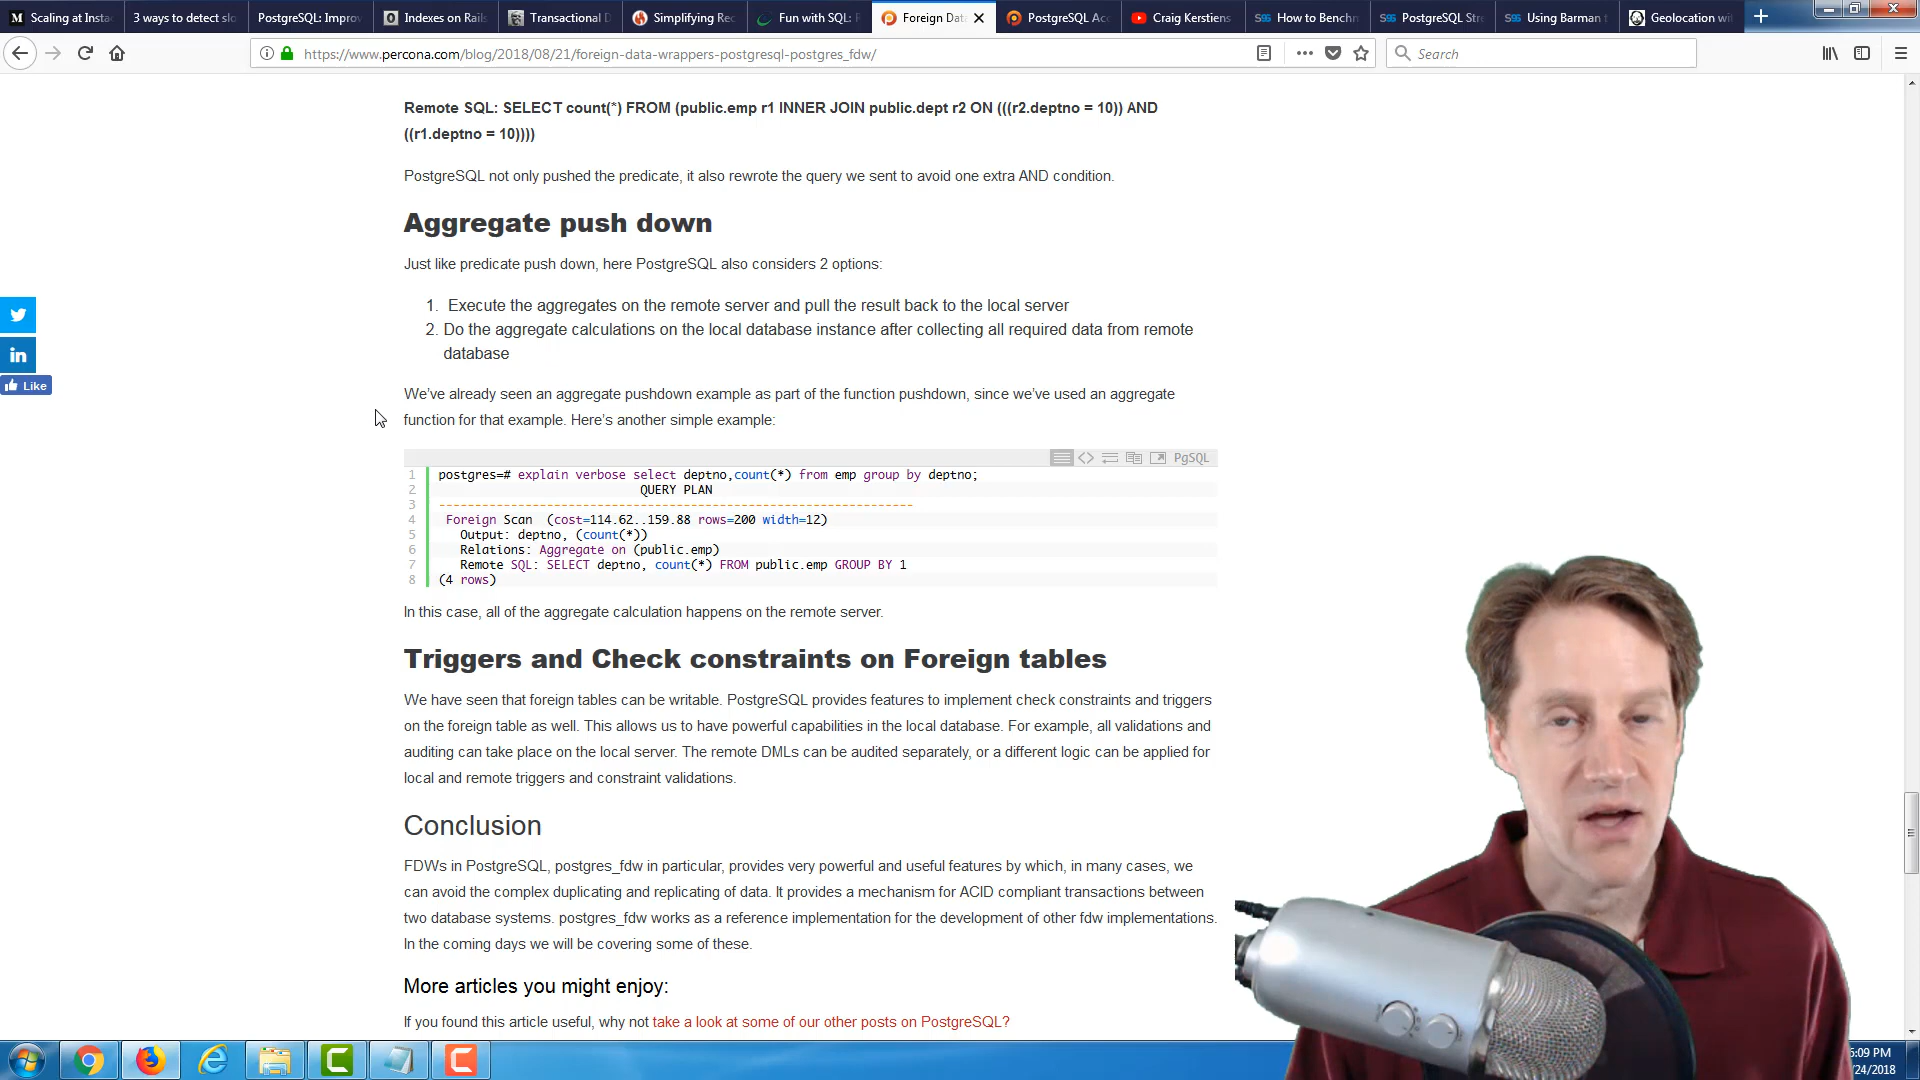 Scaling at Insta
3 ways to detect slo
PostgreSQL: Improv
Indexes on Rails
Transactional D
Simplifying Rec
Fun with SQL: P
Foreign Data
PostgreSQL Acc
Craig Kerstiens
How to Benchm
PostgreSQL Stre
Using Barman t
Geolocation wi
https://www.percona.com/blog/2018/08/21/foreign-data-wrappers-postgresql-postgres_fdw/
Search
Remote SQL: SELECT count(*) FROM (public.emp r1 INNER JOIN public.dept r2 ON (((r2.deptno = 10)) AND
((r1.deptno = 10))))
PostgreSQL not only pushed the predicate, it also rewrote the query we sent to avoid one extra AND condition.
Aggregate push down
Just like predicate push down, here PostgreSQL also considers 2 options:
1. Execute the aggregates on the remote server and pull the result back to the local server
2. Do the aggregate calculations on the local database instance after collecting all required data from remote
database
Like
We've already seen an aggregate pushdown example as part of the function pushdown, since we've used an aggregate
function for that example. Here's another simple example:
PgSQL
1 postgres=# explain verbose select deptno,count(*) from emp group by deptno;
2 QUERY PLAN
3 ------------------------------------------------------------------
4 Foreign Scan (cost=114.62..159.88 rows=200 width=12)
5 Output: deptno, (count(*))
6 Relations: Aggregate on (public.emp)
7 Remote SQL: SELECT deptno, count(*) FROM public.emp GROUP BY 1
8 (4 rows)
In this case, all of the aggregate calculation happens on the remote server.
Triggers and Check constraints on Foreign tables
We have seen that foreign tables can be writable. PostgreSQL provides features to implement check constraints and triggers
on the foreign table as well. This allows us to have powerful capabilities in the local database. For example, all validations and
auditing can take place on the local server. The remote DMLs can be audited separately, or a different logic can be applied for
local and remote triggers and constraint validations.
Conclusion
FDWs in PostgreSQL, postgres_fdw in particular, provides very powerful and useful features by which, in many cases, we
can avoid the complex duplicating and replicating of data. It provides a mechanism for ACID compliant transactions between
two database systems. postgres_fdw works as a reference implementation for the development of other fdw implementations.
In the coming days we will be covering some of these.
More articles you might enjoy:
If you found this article useful, why not take a look at some of our other posts on PostgreSQL?
:09 PM
/24/2018